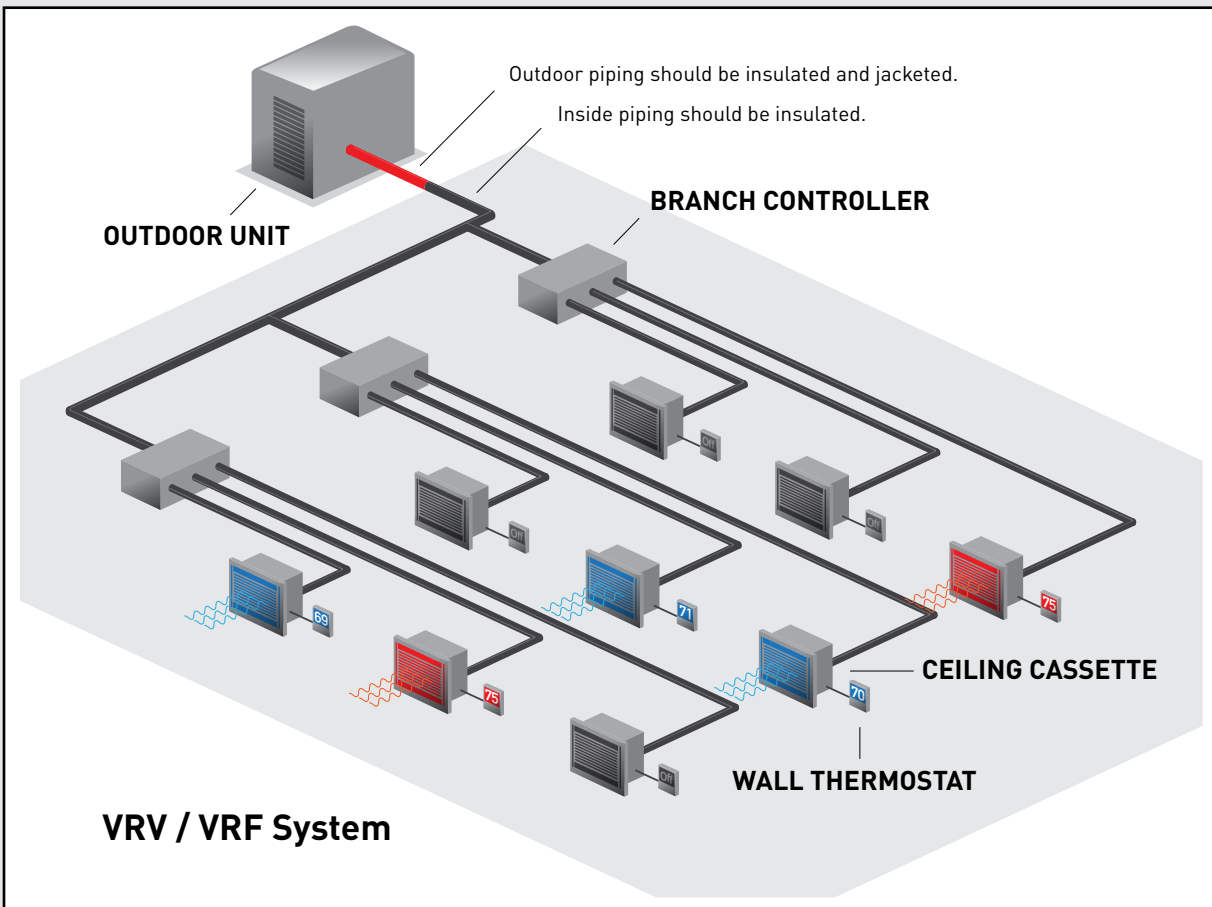 Outdoor piping should be insulated and jacketed.
Inside piping should be insulated.
BRANCH CONTROLLER
OUTDOOR UNIT
Off
Off
Off
75
69
71
75
70
CEILING CASSETTE
Off
WALL THERMOSTAT
VRV / VRF System